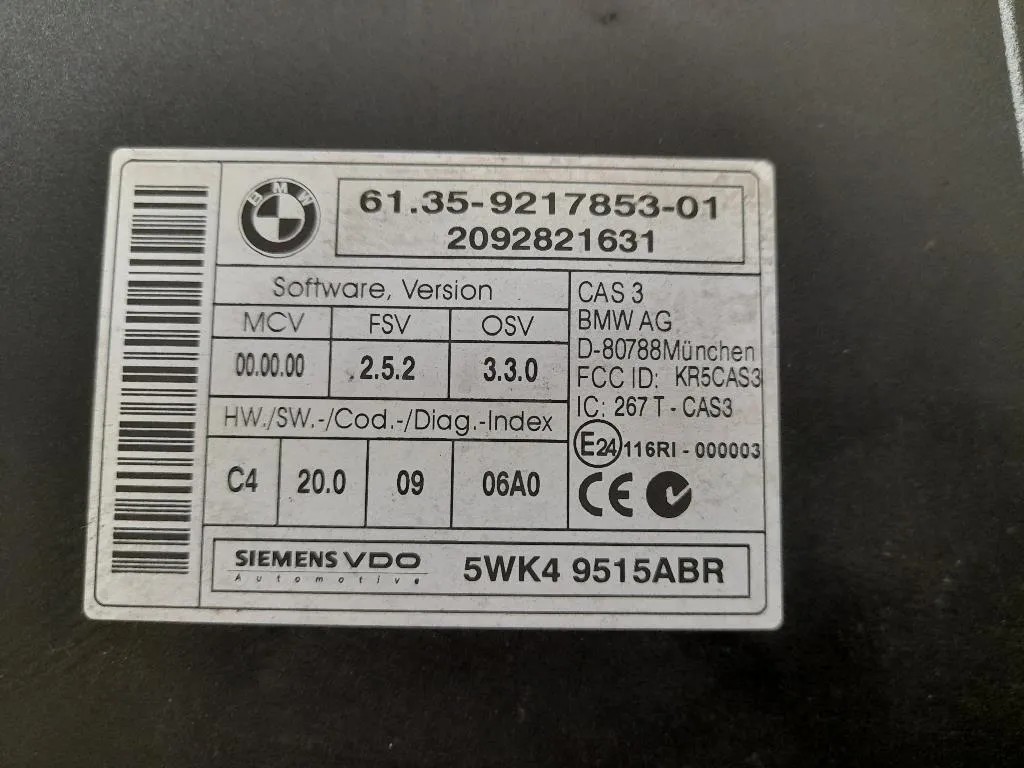 BMW
61.35-9217853-01
2092821631
Software, Version
MCV FSV OSV
00.00.00 2.5.2 3.3.0
HW./SW.-/Cod.-/Diag.-Index
C4 20.0 09 06A0
CAS 3
BMW AG
D-80788München
FCC ID: KR5CAS3
IC: 267 T - CAS3
E24 116RI - 000003
CE
SIEMENS VDO
Automotive
5WK4 9515ABR